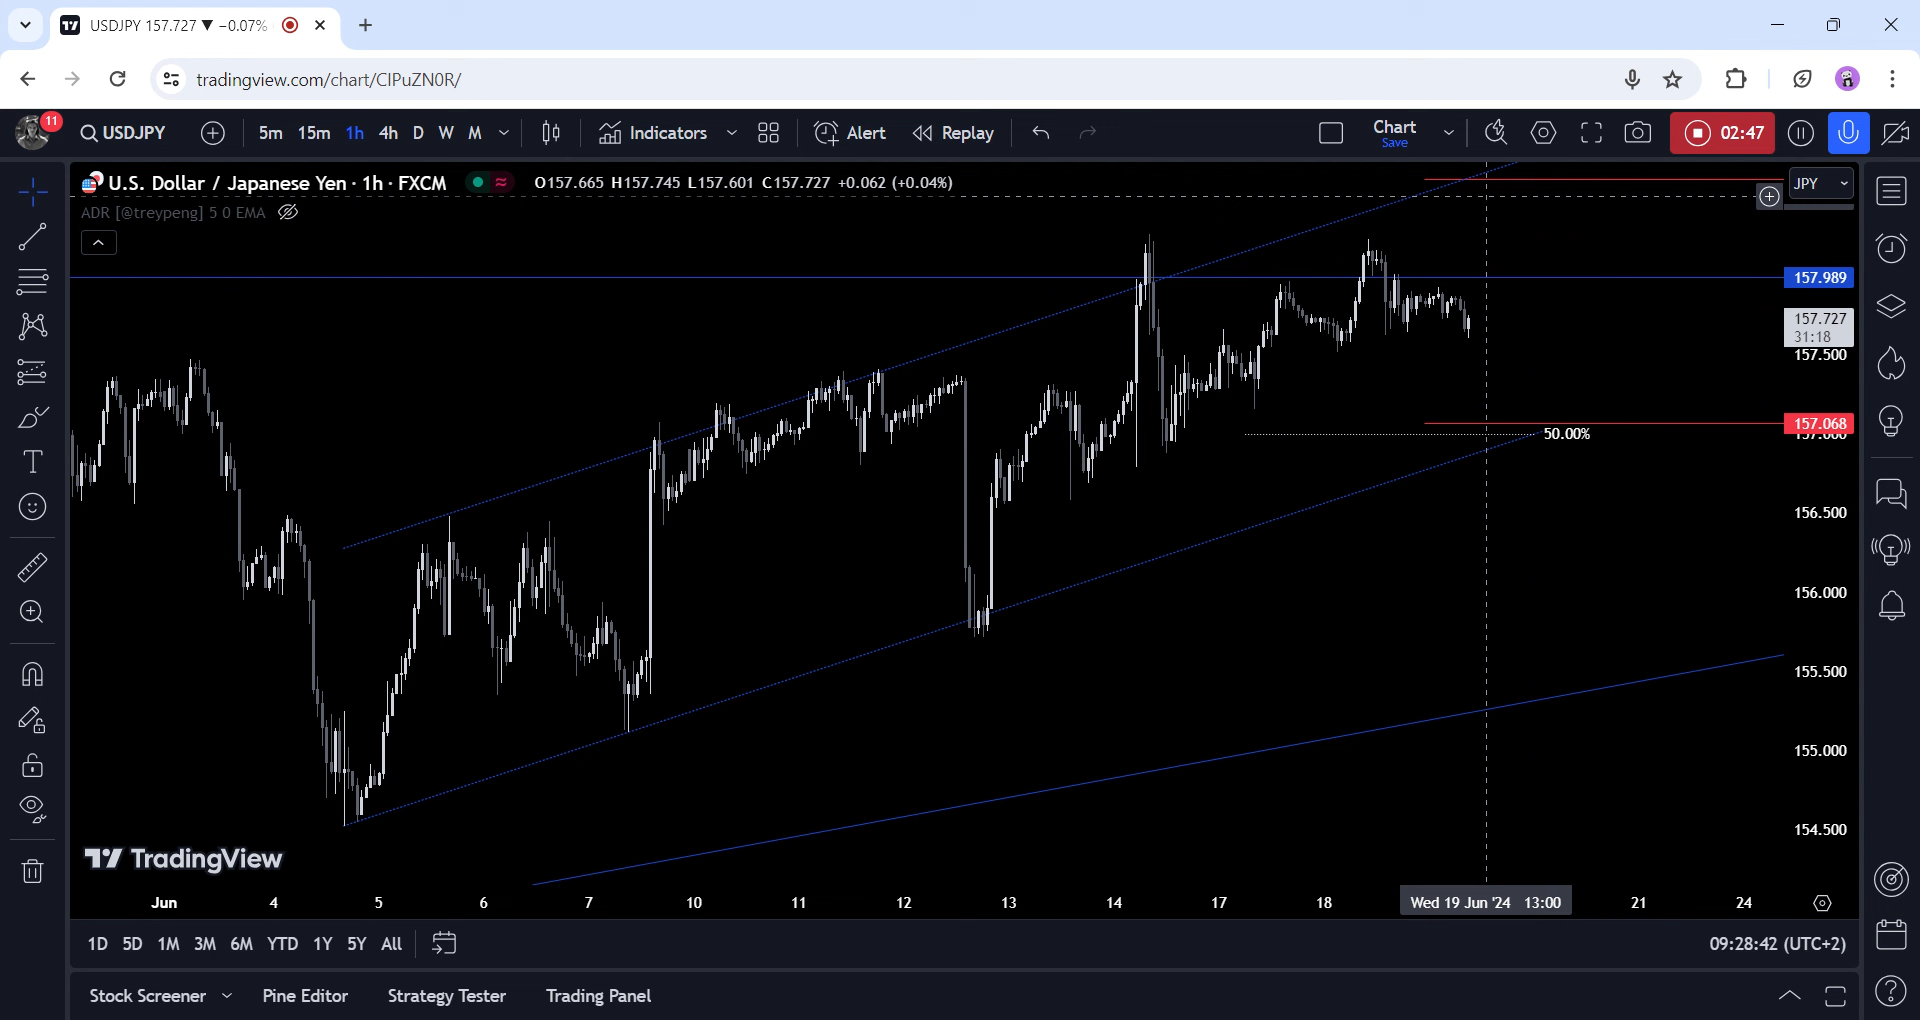 USDJPY 157.727 ▼ −0.07%
tradingview.com/chart/CIPuZN0R/
11
USDJPY
5m 15m 1h 4h D W M
Indicators
Alert
Replay
Chart
Save
02:47
U.S. Dollar / Japanese Yen · 1h · FXCM
O157.665 H157.745 L157.601 C157.727 +0.062 (+0.04%)
JPY
ADR [@treypeng] 5 0 EMA
157.989
157.727
31:18
157.500
157.068
157.000
50.00%
156.500
156.000
155.500
155.000
154.500
TradingView
Jun 4 5 6 7 10 11 12 13 14 17 18 Wed 19 Jun '24 13:00 21 24
1D 5D 1M 3M 6M YTD 1Y 5Y All
09:28:42 (UTC+2)
Stock Screener Pine Editor Strategy Tester Trading Panel